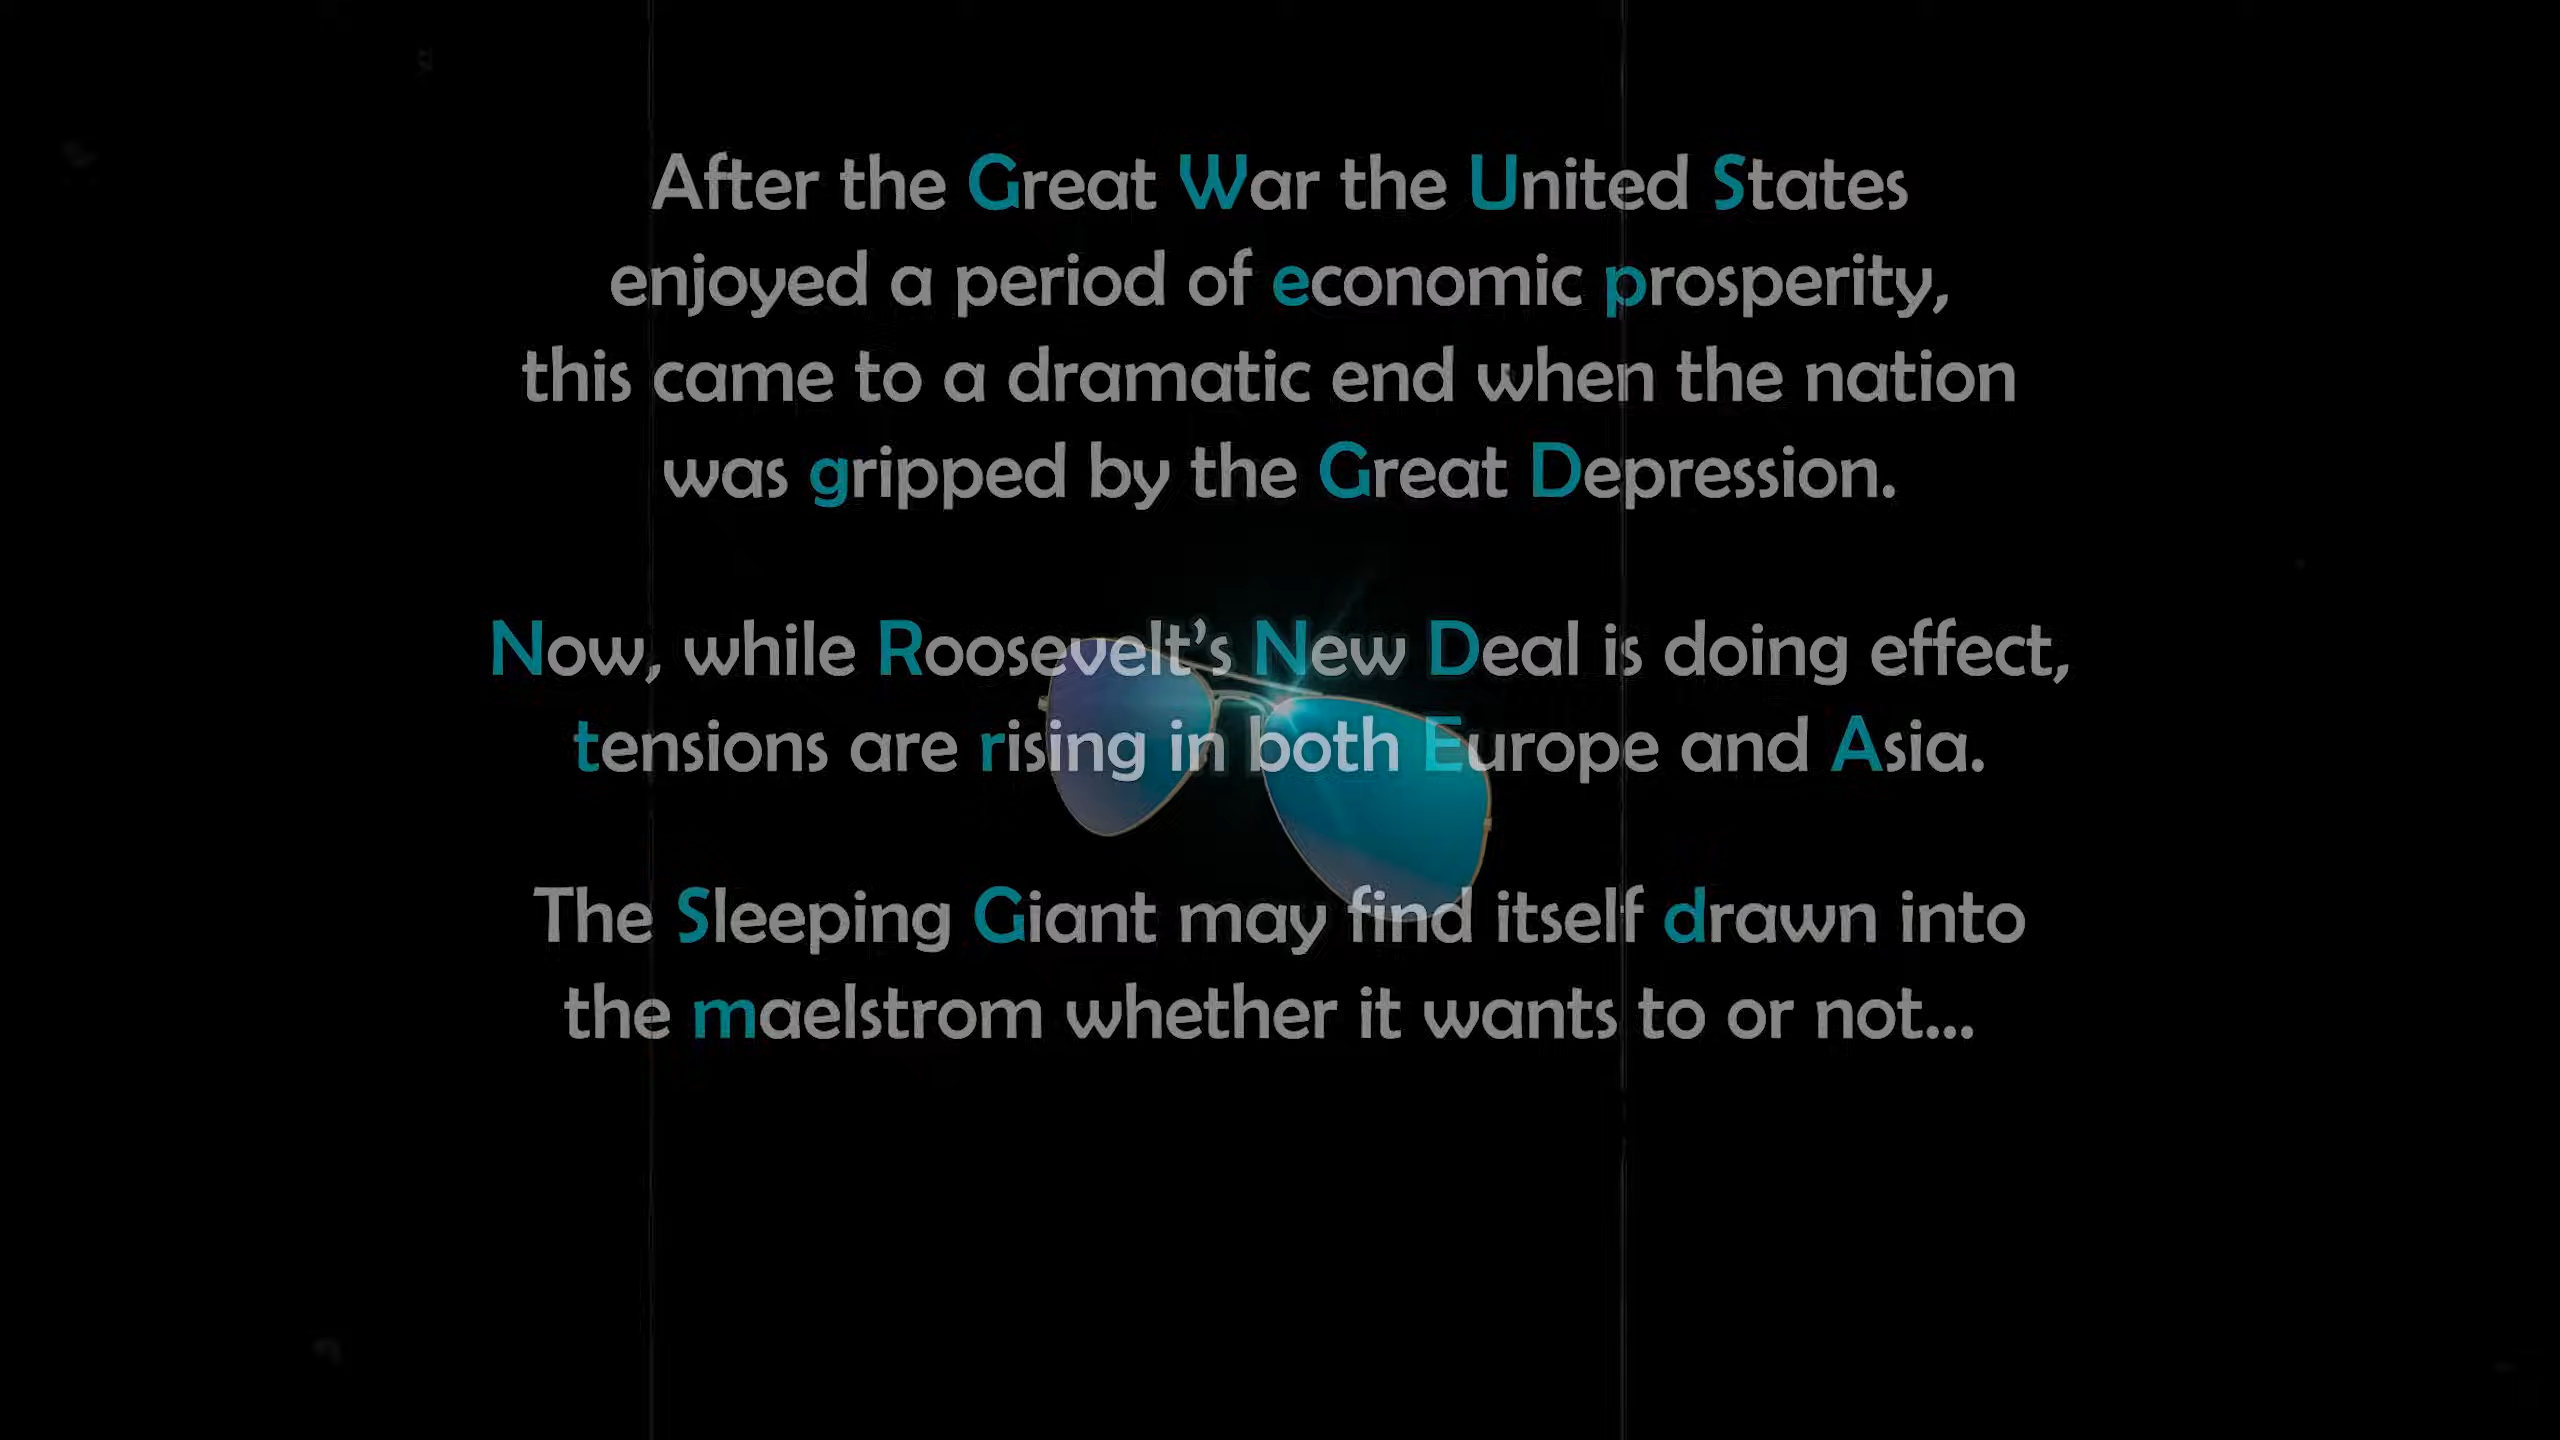 After the Great War the United States
enjoyed a period of economic prosperity,
this came to a dramatic end when the nation
was gripped by the Great Depression.
Now, while Roosevelt’s New Deal is doing effect,
tensions are rising in both Europe and Asia.
The Sleeping Giant may find itself drawn into
the maelstrom whether it wants to or not...